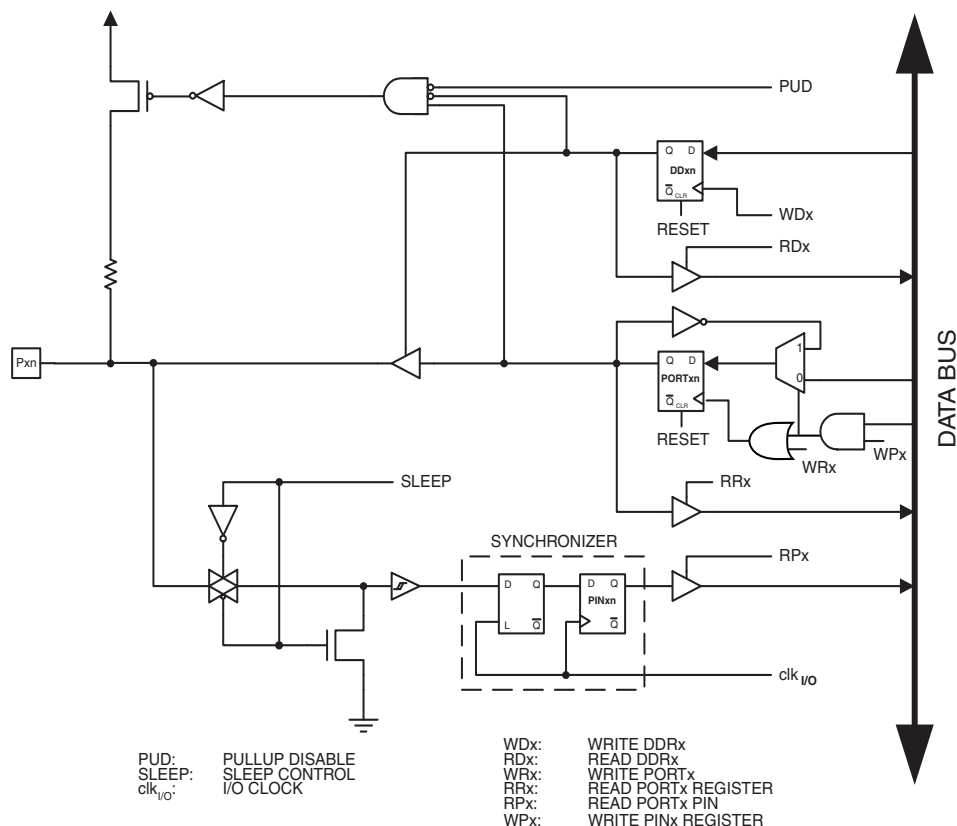 PUD
Q D
DDxn
Q CLR
WDx
RESET
RDx
1
Pxn
Q D
PORTxn
0
Q CLR
RESET
WRx
WPx
DATA BUS
SLEEP
RRx
SYNCHRONIZER
RPx
D Q
D Q
PINxn
L Q
Q
clk I/O
PUD: PULLUP DISABLE
SLEEP: SLEEP CONTROL
clkI/O: I/O CLOCK
WDx: WRITE DDRx
RDx: READ DDRx
WRx: WRITE PORTx
RRx: READ PORTx REGISTER
RPx: READ PORTx PIN
WPx: WRITE PINx REGISTER